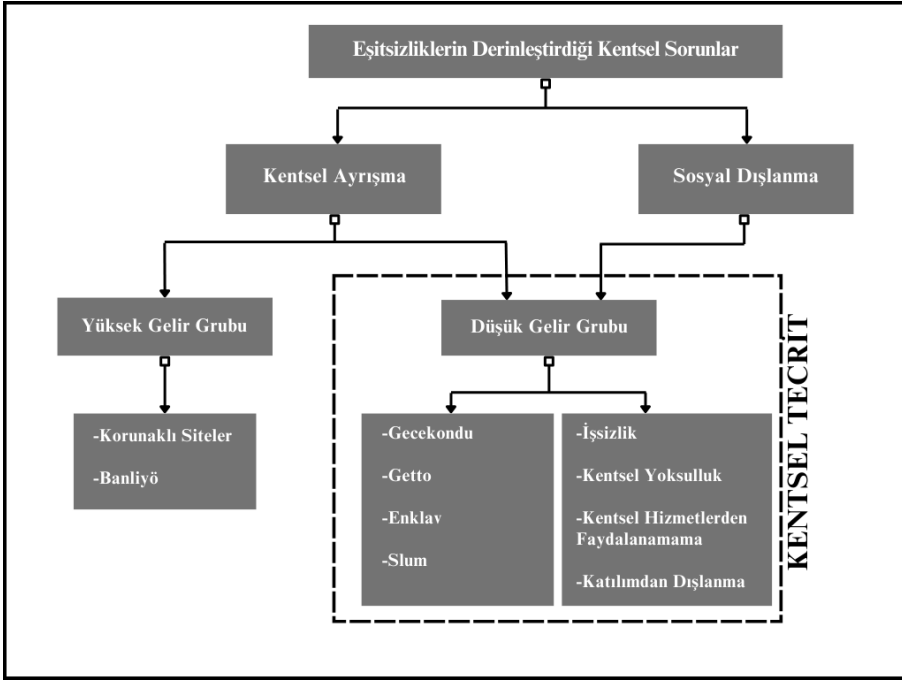 Eşitsizliklerin Derinleştirdiği Kentsel Sorunlar
Kentsel Ayrışma
Sosyal Dışlanma
Yüksek Gelir Grubu
Düşük Gelir Grubu
-Korunaklı Siteler
-Banliyö
-Gecekondu
-Getto
-Enklav
-Slum
-İşsizlik
-Kentsel Yoksulluk
-Kentsel Hizmetlerden
Faydalanamama
-Katılımdan Dışlanma
KENTSEL TECRİT